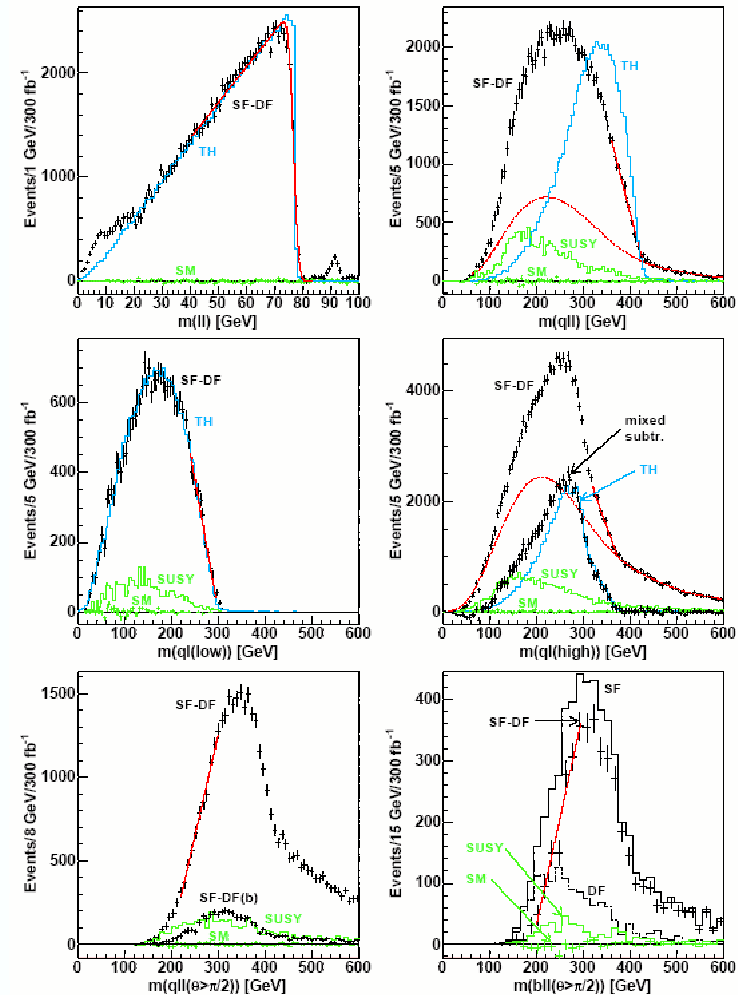 Events/1 GeV/300 fb⁻¹
2000
1000
0
SF-DF
TH
SM
0 20 40 60 80 100
m(ll) [GeV]
Events/5 GeV/300 fb⁻¹
2000
1500
1000
500
0
SF-DF
TH
SUSY
SM
0 100 200 300 400 500 600
m(qll) [GeV]
Events/5 GeV/300 fb⁻¹
600
400
200
0
SF-DF
TH
SUSY
SM
0 100 200 300 400 500 600
m(ql(low)) [GeV]
Events/5 GeV/300 fb⁻¹
4000
2000
0
SF-DF
mixed
subtr.
TH
SUSY
SM
0 100 200 300 400 500 600
m(ql(high)) [GeV]
Events/8 GeV/300 fb⁻¹
1500
1000
500
0
SF-DF
SF-DF(b)
SUSY
SM
0 100 200 300 400 500 600
m(qll(θ>π/2)) [GeV]
Events/15 GeV/300 fb⁻¹
400
300
200
100
0
SF
SF-DF
SUSY
SM
DF
0 100 200 300 400 500 600
m(bll(θ>π/2)) [GeV]